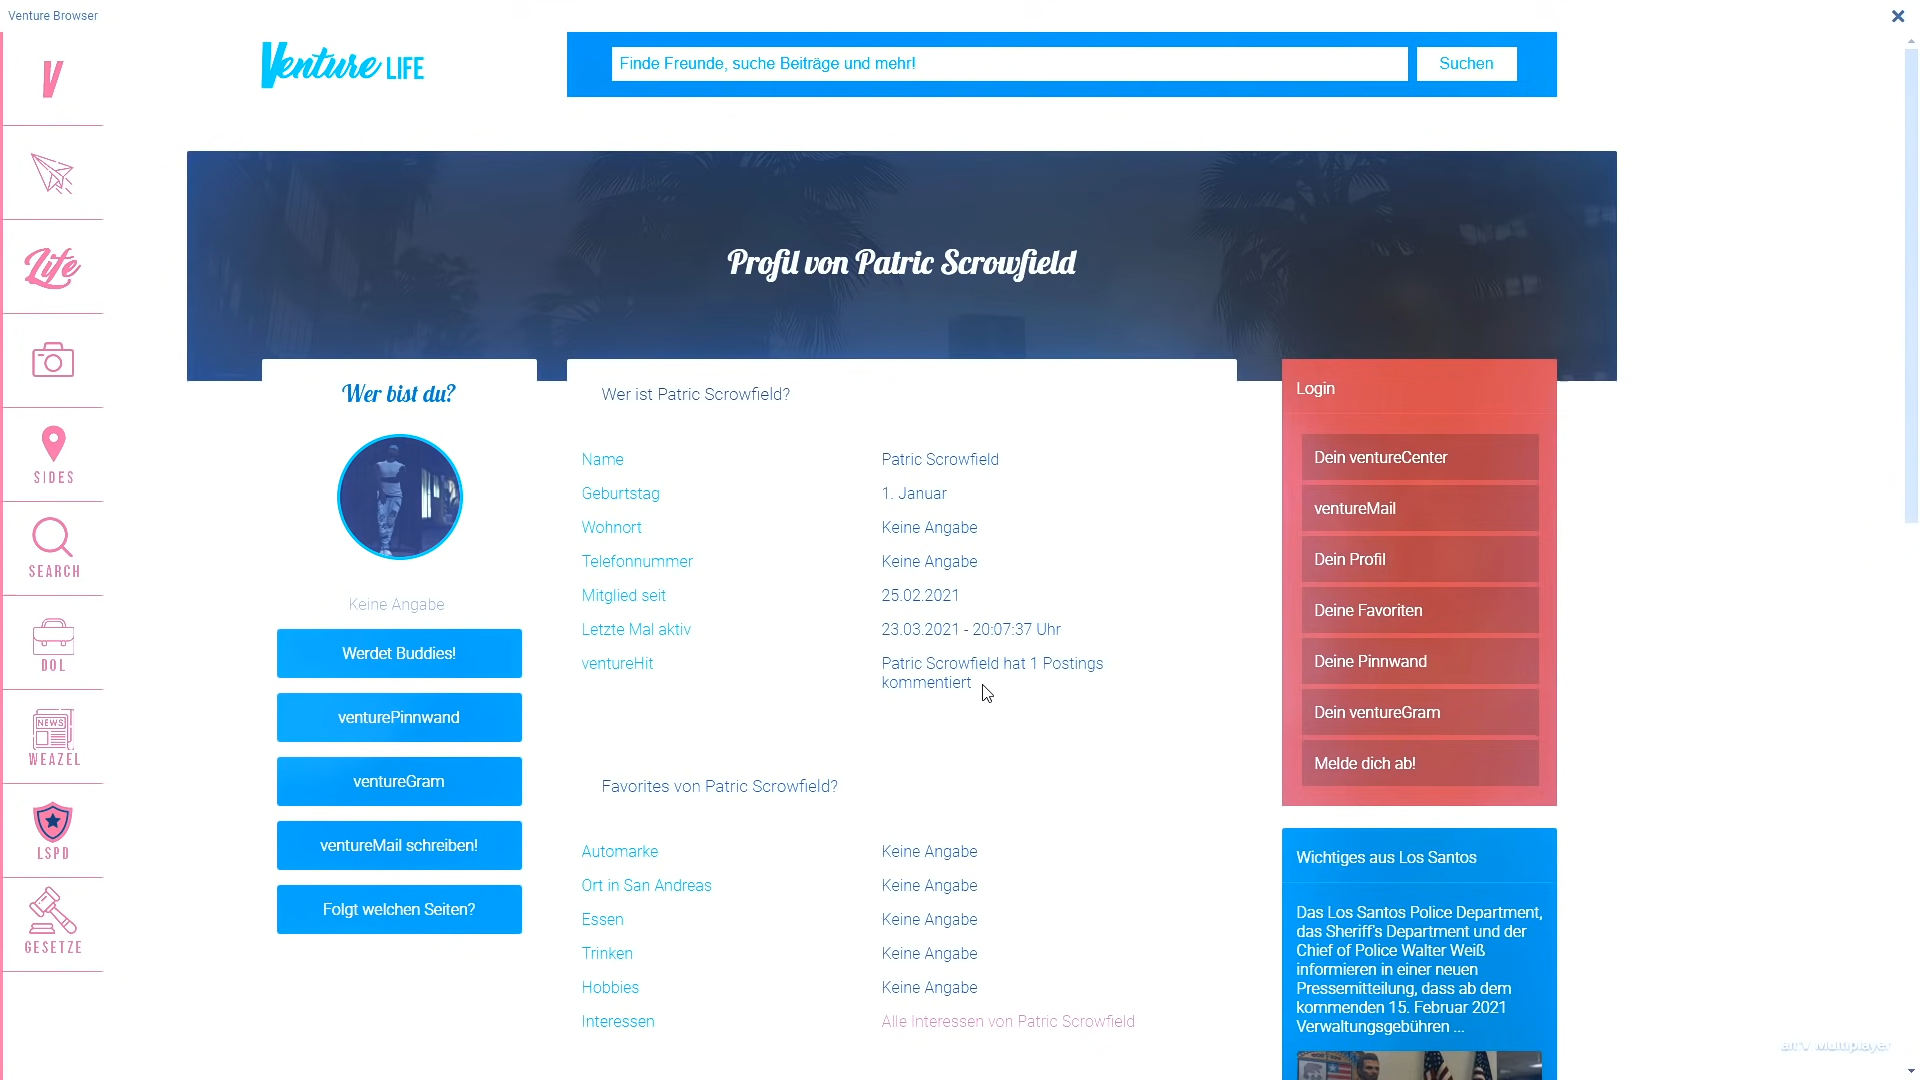 Venture Browser
Venture LIFE
Finde Freunde, suche Beiträge und mehr!
Suchen
V
Life
SIDES
SEARCH
DOL
NEWS
WEAZEL
LSPD
GESETZE
Profil von Patric Scrowfield
Wer bist du?
Keine Angabe
Werdet Buddies!
venturePinnwand
ventureGram
ventureMail schreiben!
Folgt welchen Seiten?
Wer ist Patric Scrowfield?
Name Patric Scrowfield
Geburtstag 1. Januar
Wohnort Keine Angabe
Telefonnummer Keine Angabe
Mitglied seit 25.02.2021
Letzte Mal aktiv 23.03.2021 - 20:07:37 Uhr
ventureHit Patric Scrowfield hat 1 Postings
kommentiert
Favorites von Patric Scrowfield?
Automarke Keine Angabe
Ort in San Andreas Keine Angabe
Essen Keine Angabe
Trinken Keine Angabe
Hobbies Keine Angabe
Interessen Alle Interessen von Patric Scrowfield
Login
Dein ventureCenter
ventureMail
Dein Profil
Deine Favoriten
Deine Pinnwand
Dein ventureGram
Melde dich ab!
Wichtiges aus Los Santos
Das Los Santos Police Department,
das Sheriff's Department und der
Chief of Police Walter Weiß
informieren in einer neuen
Pressemitteilung, dass ab dem
kommenden 15. Februar 2021
Verwaltungsgebühren ...
alt:V Multiplayer